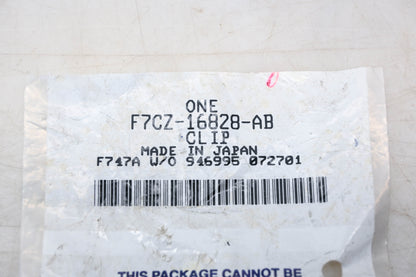 ONE
F7CZ-16828-AB
CLIP
MADE IN JAPAN
F747A W/O 946995 072701
THIS PACKAGE CANNOT BE